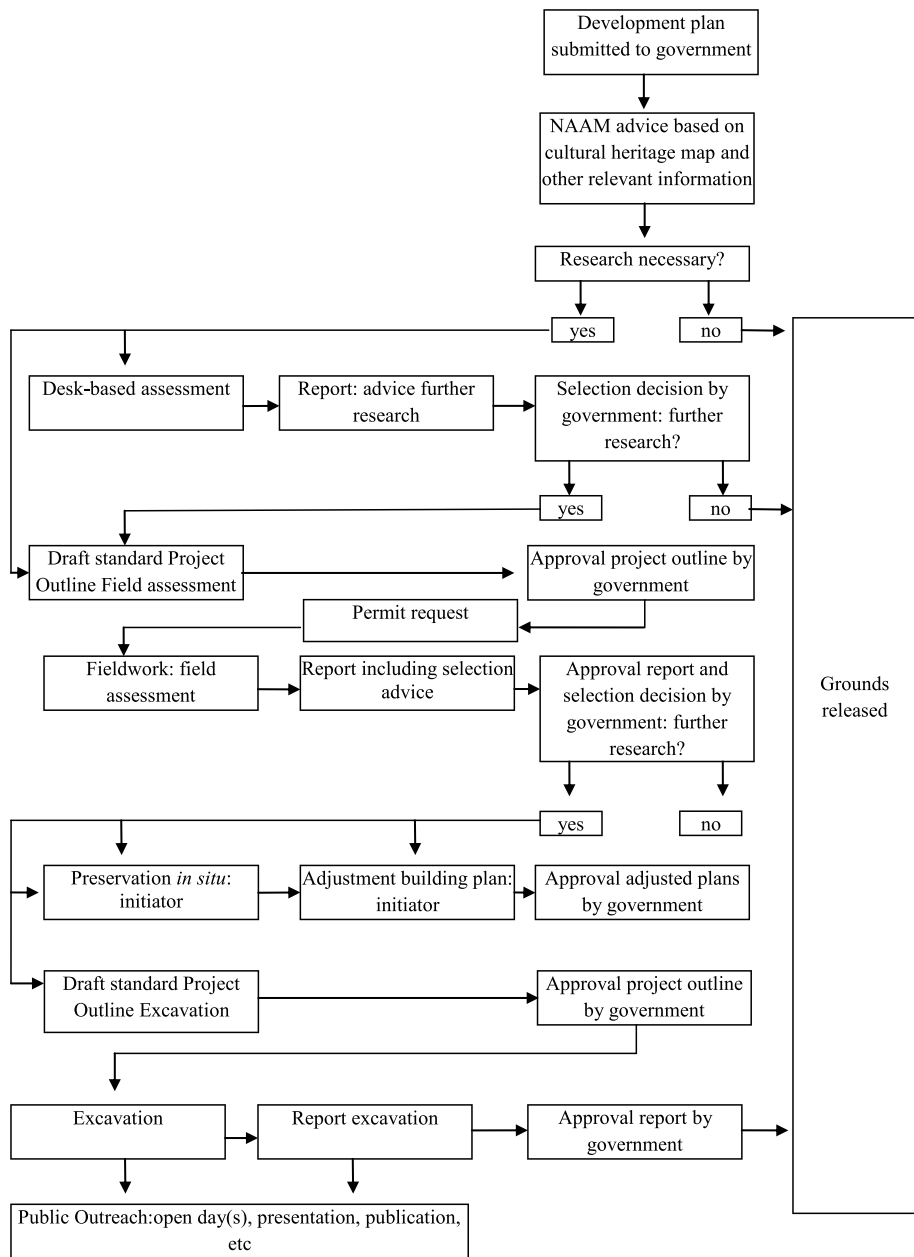 Development plan
submitted to government
NAAM advice based on
cultural heritage map and
other relevant information
Research necessary?
yes
no
Desk-based assessment
Report: advice further
research
Selection decision by
government: further
research?
yes
no
Draft standard Project
Outline Field assessment
Approval project outline by
government
Permit request
Fieldwork: field
assessment
Report including selection
advice
Approval report and
selection decision by
government: further
research?
Grounds
released
yes
no
Preservation in situ:
initiator
Adjustment building plan:
initiator
Approval adjusted plans
by government
Draft standard Project
Outline Excavation
Approval project outline
by government
Excavation
Report excavation
Approval report by
government
Public Outreach:open day(s), presentation, publication,
etc